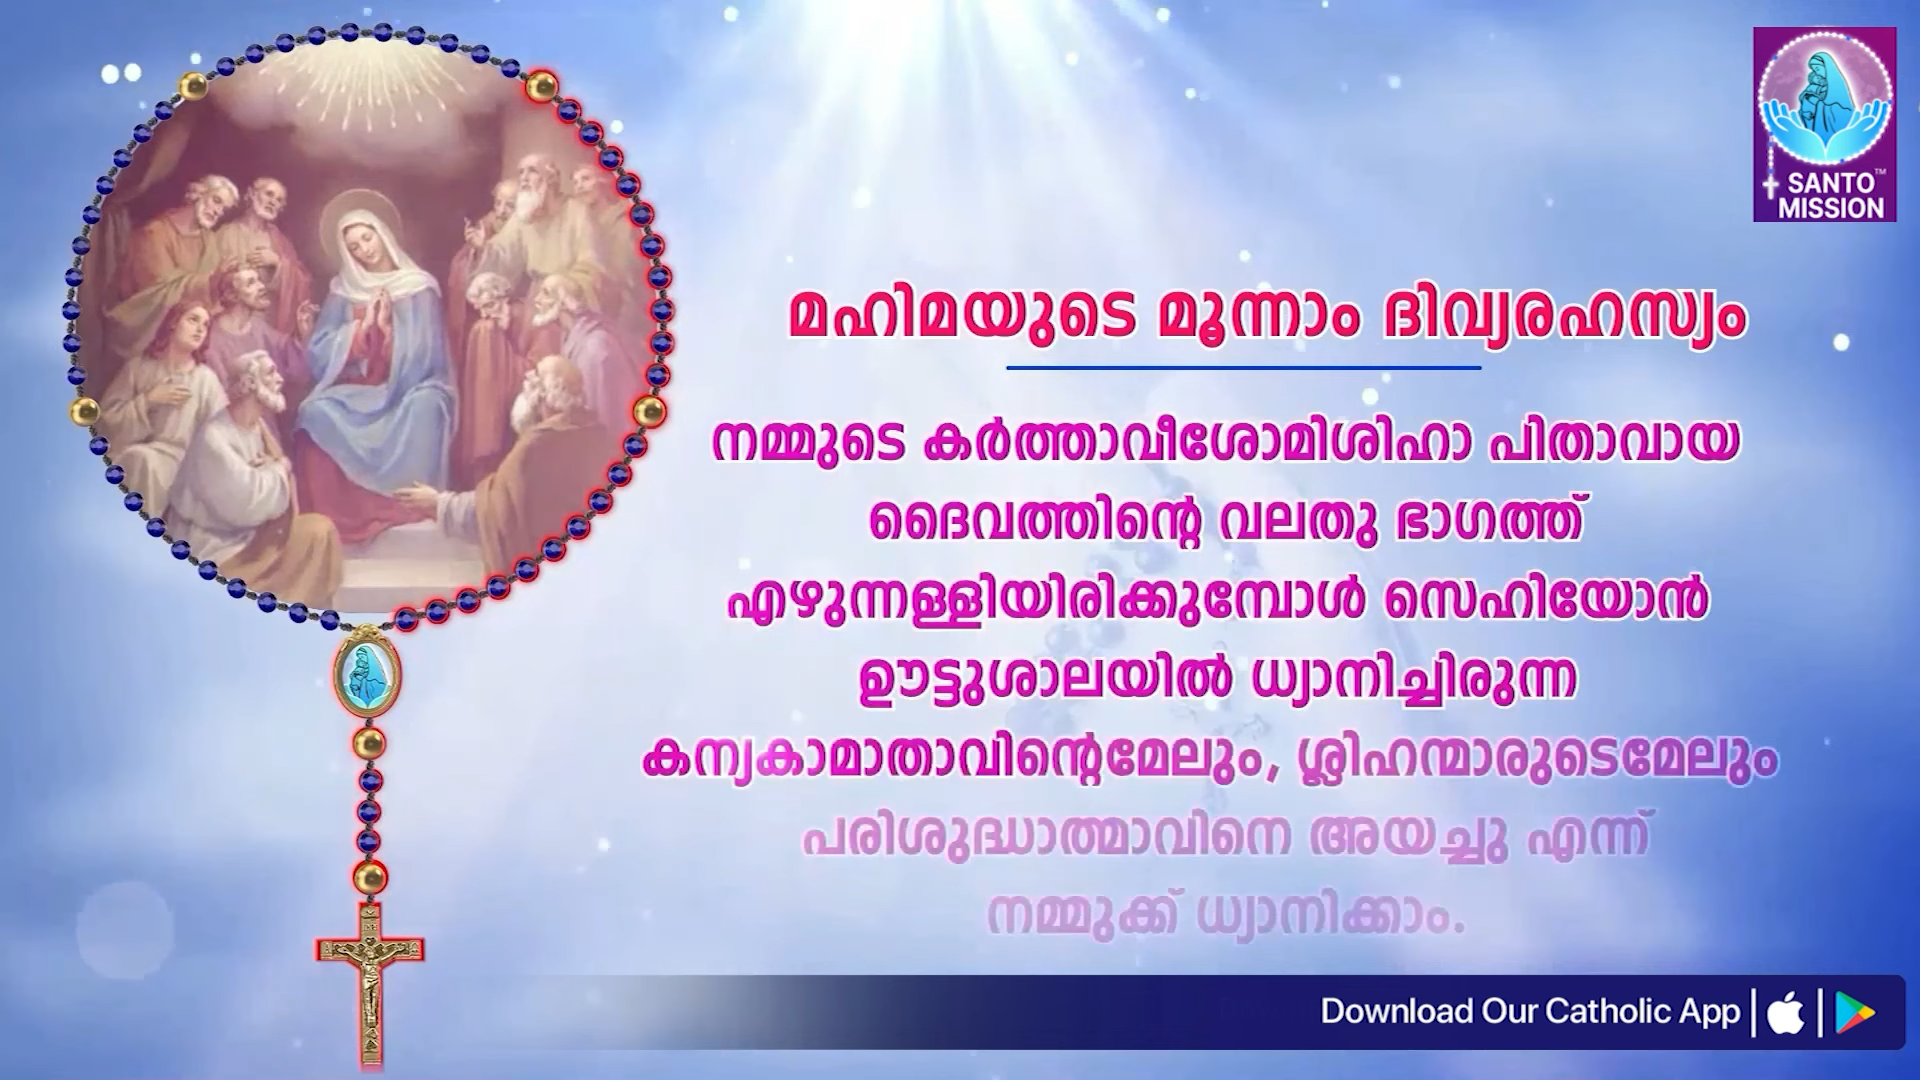 SANTO™
MISSION
മഹിമയുടെ മൂന്നാം ദിവ്യരഹസ്യം
നമ്മുടെ കർത്താവീശോമിശിഹാ പിതാവായ
ദൈവത്തിന്റെ വലതു ഭാഗത്ത്
എഴുന്നള്ളിയിരിക്കുമ്പോൾ സെഹിയോൻ
ഊട്ടുശാലയിൽ ധ്യാനിച്ചിരുന്ന
കന്യകാമാതാവിന്റെമേലും, ശ്ലിഹന്മാരുടെമേലും
പരിശുദ്ധാത്മാവിനെ അയച്ചു എന്ന്
നമ്മുക്ക് ധ്യാനിക്കാം.
Download Our Catholic App